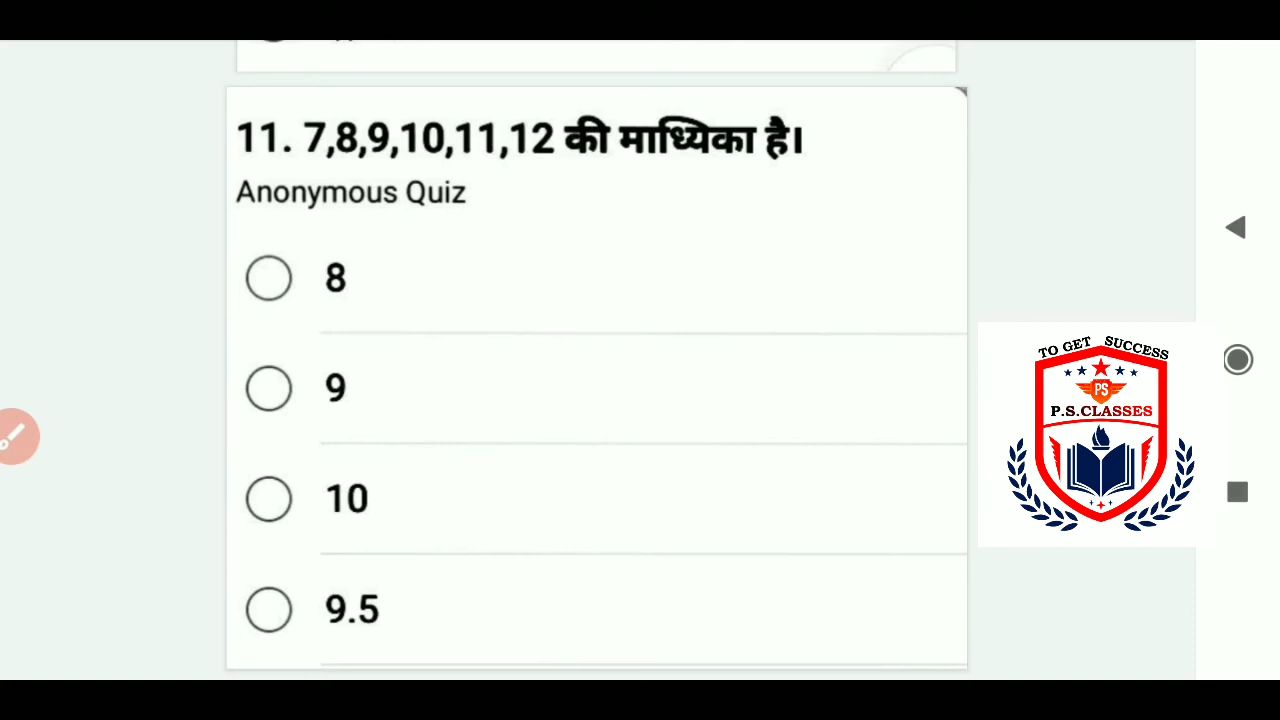 11. 7,8,9,10,11,12 की माध्यिका है।
Anonymous Quiz
8
9
10
9.5
TO GET SUCCESS
PS
P.S.CLASSES